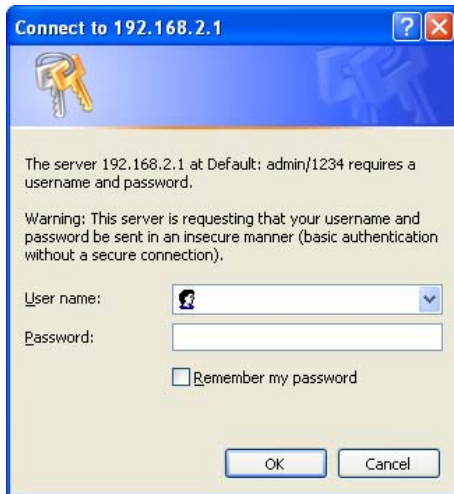 Connect to 192.168.2.1
The server 192.168.2.1 at Default: admin/1234 requires a
username and password.
Warning: This server is requesting that your username and
password be sent in an insecure manner (basic authentication
without a secure connection).
User name:
Password:
Remember my password
OK
Cancel